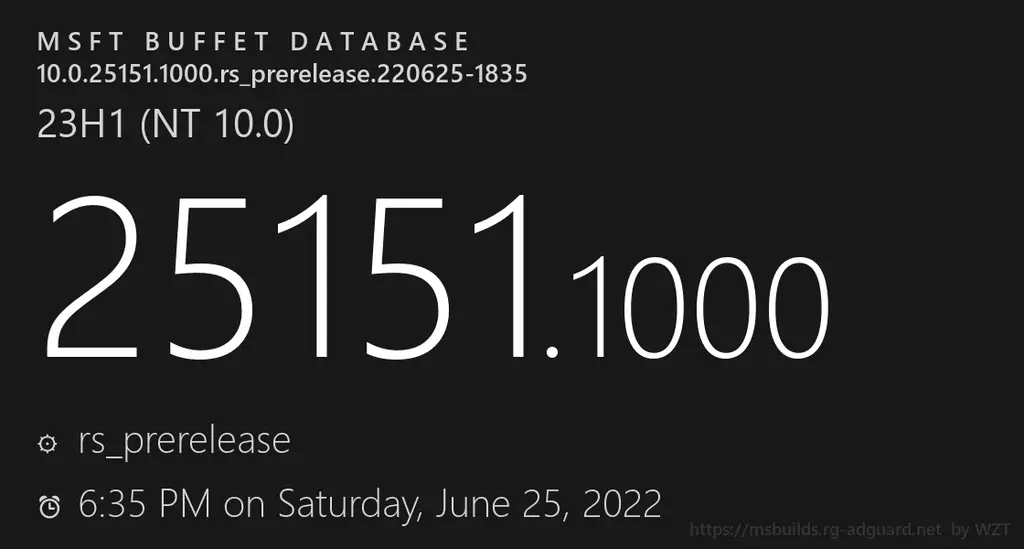 MSFT BUFFET DATABASE
10.0.25151.1000.rs_prerelease.220625-1835
23H1 (NT 10.0)
25151.1000
rs_prerelease
6:35 PM on Saturday, June 25, 2022
https://msbuilds.rg-adguard.net by WZT